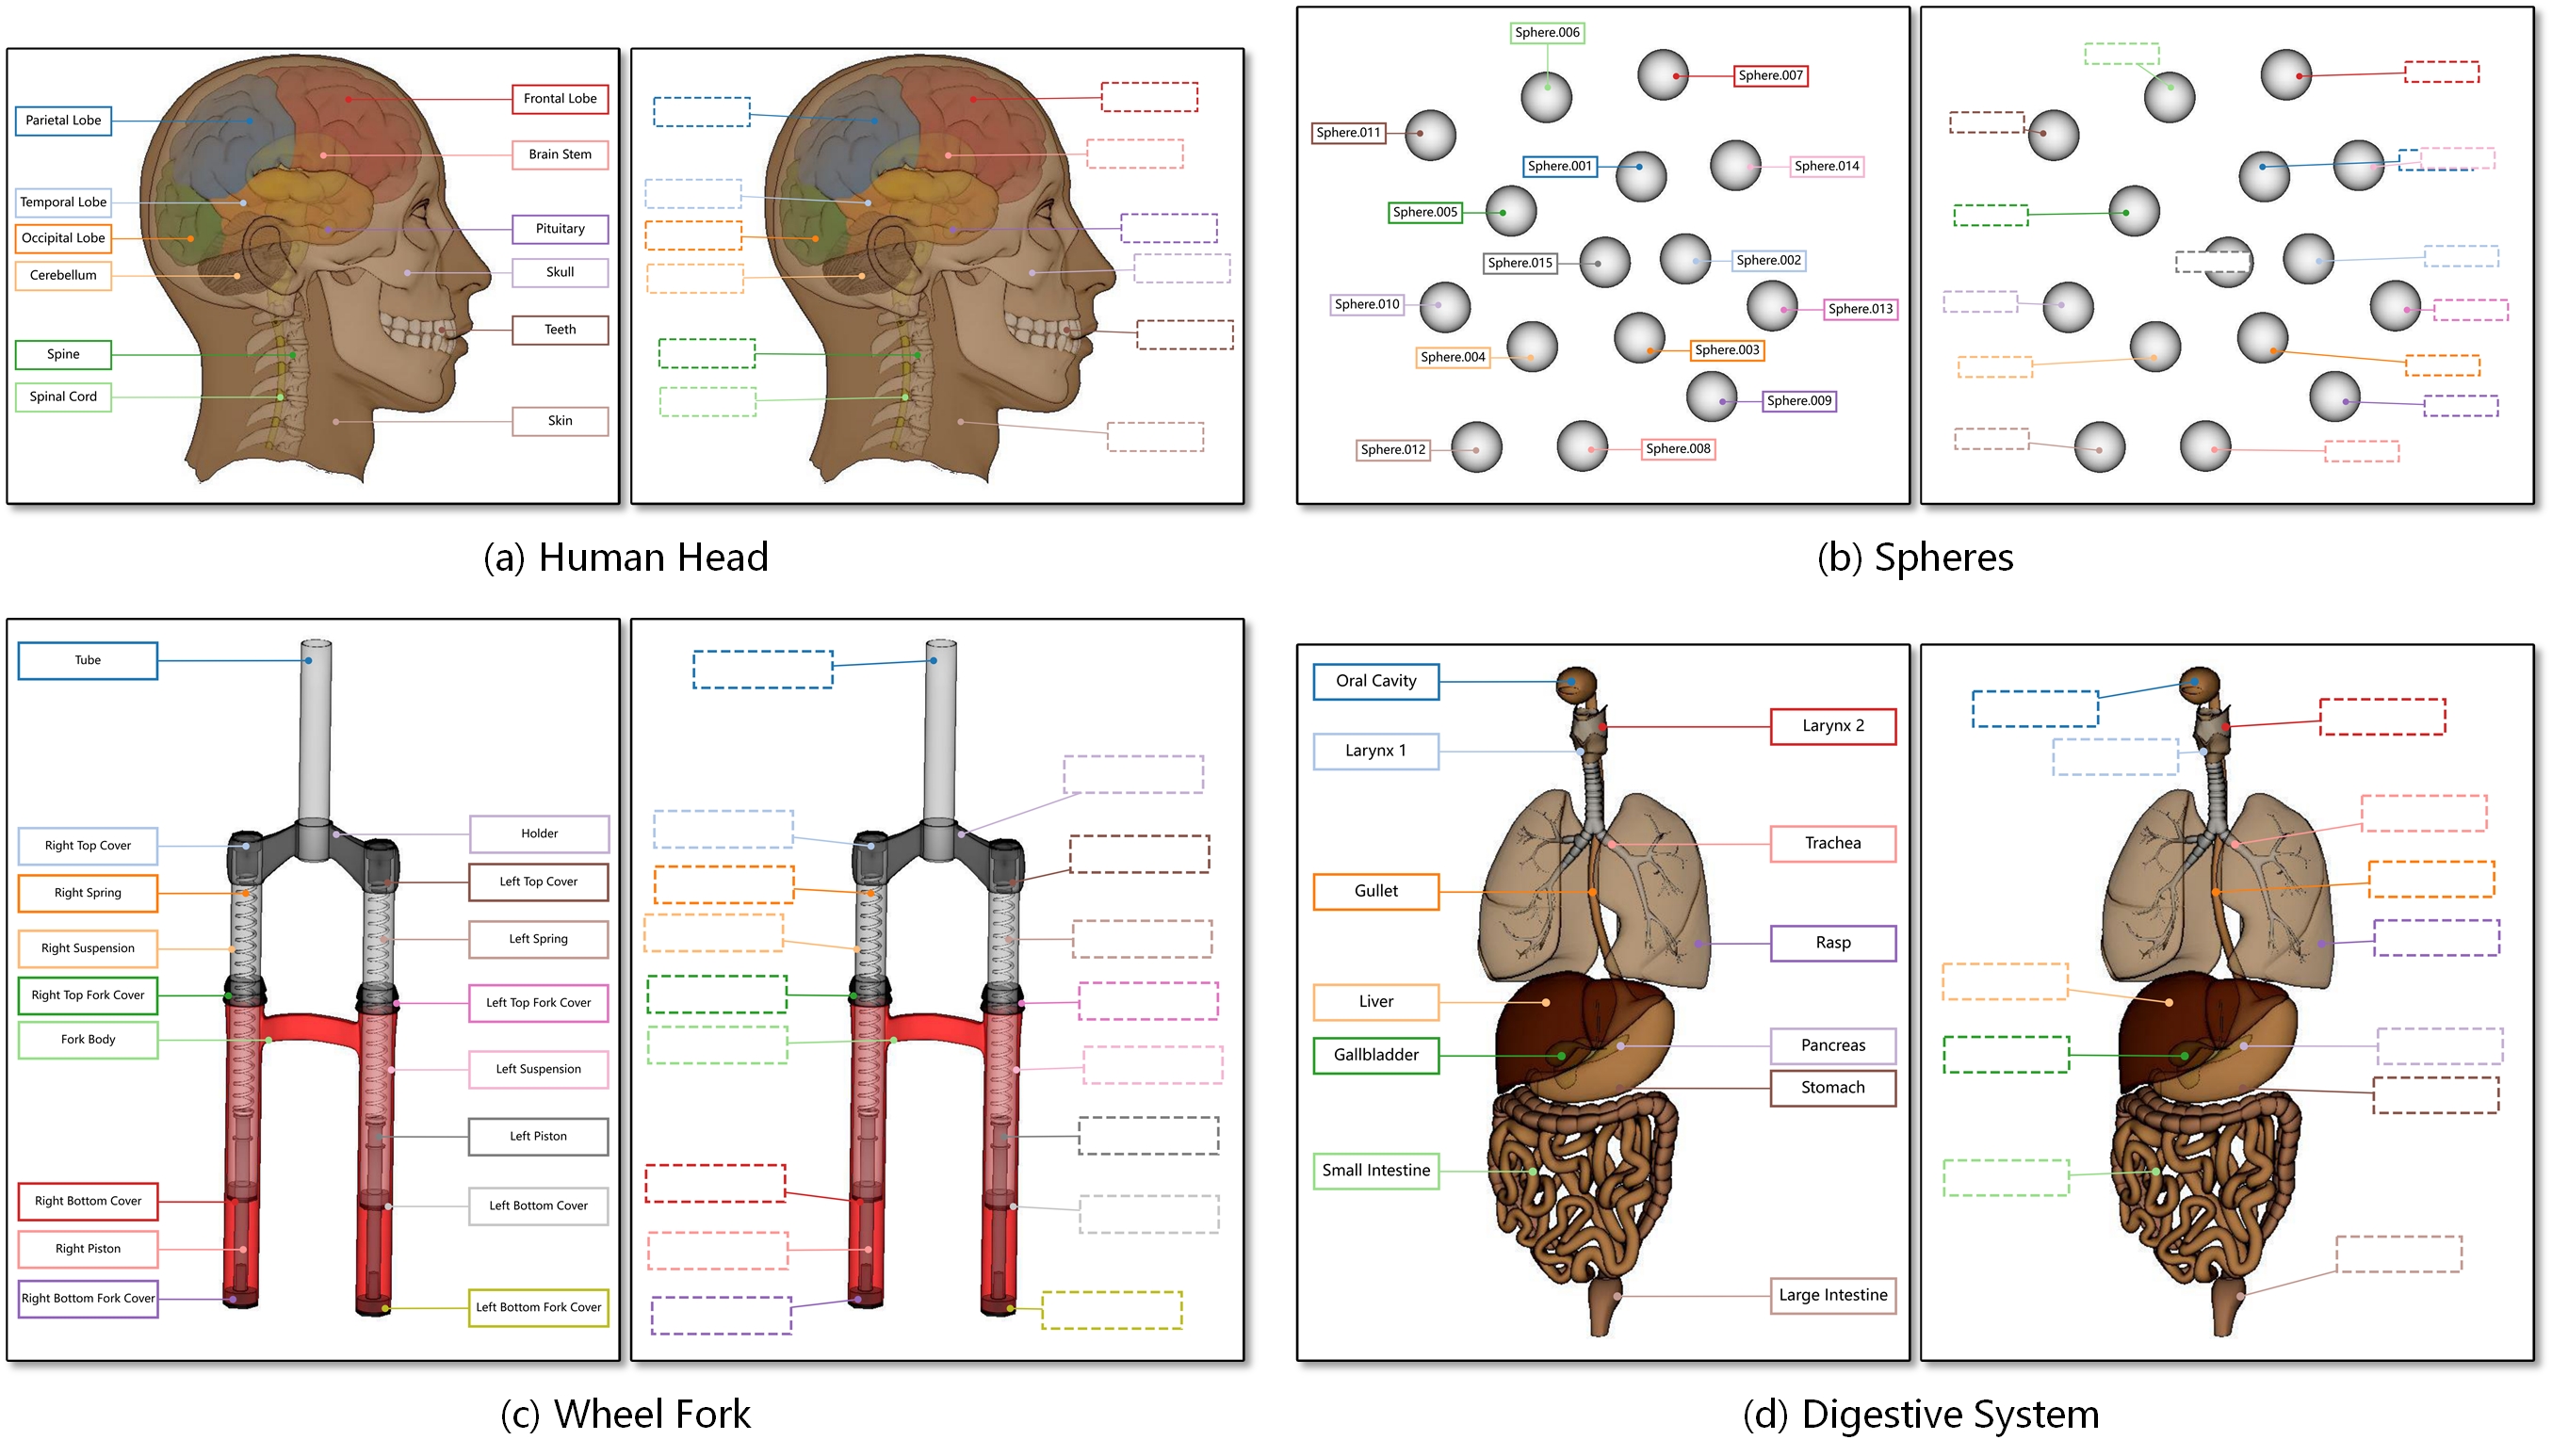 Parietal Lobe
Frontal Lobe
Brain Stem
Temporal Lobe
Pituitary
Occipital Lobe
Skull
Cerebellum
Teeth
Spine
Spinal Cord
Skin
(a) Human Head
Sphere.006
Sphere.007
Sphere.011
Sphere.001
Sphere.014
Sphere.005
Sphere.015
Sphere.002
Sphere.010
Sphere.013
Sphere.004
Sphere.003
Sphere.009
Sphere.012
Sphere.008
(b) Spheres
Tube
Holder
Right Top Cover
Left Top Cover
Right Spring
Left Spring
Right Suspension
Right Top Fork Cover
Left Top Fork Cover
Fork Body
Left Suspension
Left Piston
Right Bottom Cover
Left Bottom Cover
Right Piston
Right Bottom Fork Cover
Left Bottom Fork Cover
(c) Wheel Fork
Oral Cavity
Larynx 2
Larynx 1
Trachea
Gullet
Rasp
Liver
Pancreas
Gallbladder
Stomach
Small Intestine
Large Intestine
(d) Digestive System